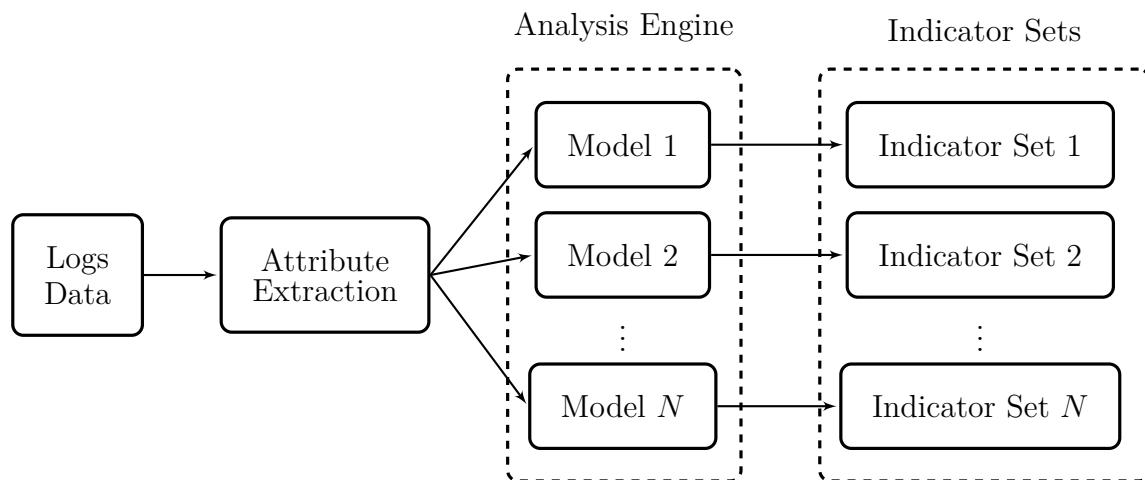 Analysis Engine
Indicator Sets
Model 1
Indicator Set 1
Logs
Data
Attribute
Extraction
Model 2
Indicator Set 2
⋮
⋮
Model N
Indicator Set N